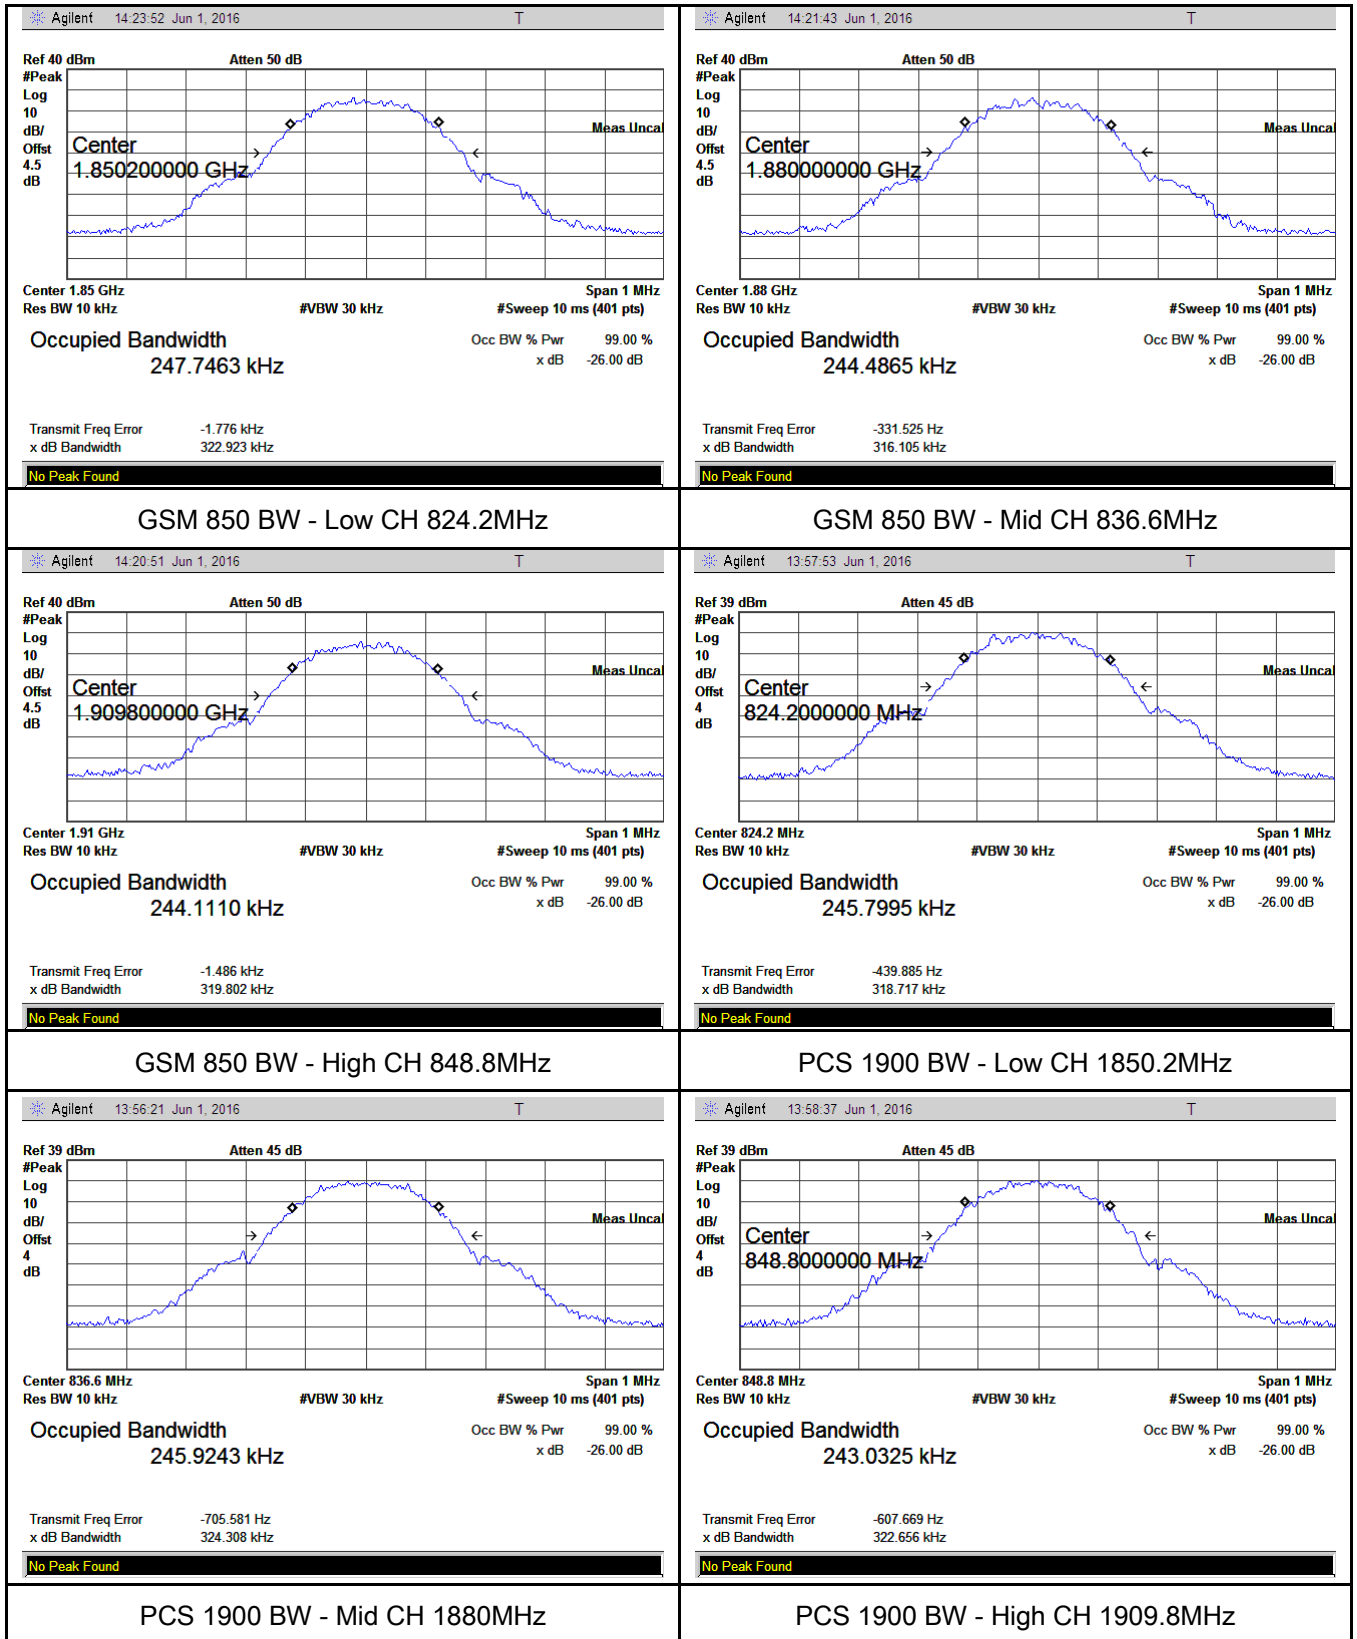 Agilent 14:23:52 Jun 1, 2016 T
Ref 40 dBm Atten 50 dB
#Peak
Log
10
dB/
Offst
4.5
dB
Meas Uncal
Center
1.850200000 GHz
Center 1.85 GHz Span 1 MHz
Res BW 10 kHz #VBW 30 kHz #Sweep 10 ms (401 pts)
Occupied Bandwidth Occ BW % Pwr 99.00 %
247.7463 kHz x dB -26.00 dB
Transmit Freq Error -1.776 kHz
x dB Bandwidth 322.923 kHz
No Peak Found
GSM 850 BW - Low CH 824.2MHz
Agilent 14:21:43 Jun 1, 2016 T
Ref 40 dBm Atten 50 dB
#Peak
Log
10
dB/
Offst
4.5
dB
Meas Uncal
Center
1.880000000 GHz
Center 1.88 GHz Span 1 MHz
Res BW 10 kHz #VBW 30 kHz #Sweep 10 ms (401 pts)
Occupied Bandwidth Occ BW % Pwr 99.00 %
244.4865 kHz x dB -26.00 dB
Transmit Freq Error -331.525 Hz
x dB Bandwidth 316.105 kHz
No Peak Found
GSM 850 BW - Mid CH 836.6MHz
Agilent 14:20:51 Jun 1, 2016 T
Ref 40 dBm Atten 50 dB
#Peak
Log
10
dB/
Offst
4.5
dB
Meas Uncal
Center
1.909800000 GHz
Center 1.91 GHz Span 1 MHz
Res BW 10 kHz #VBW 30 kHz #Sweep 10 ms (401 pts)
Occupied Bandwidth Occ BW % Pwr 99.00 %
244.1110 kHz x dB -26.00 dB
Transmit Freq Error -1.486 kHz
x dB Bandwidth 319.802 kHz
No Peak Found
GSM 850 BW - High CH 848.8MHz
Agilent 13:57:53 Jun 1, 2016 T
Ref 39 dBm Atten 45 dB
#Peak
Log
10
dB/
Offst
4
dB
Meas Uncal
Center
824.2000000 MHz
Center 824.2 MHz Span 1 MHz
Res BW 10 kHz #VBW 30 kHz #Sweep 10 ms (401 pts)
Occupied Bandwidth Occ BW % Pwr 99.00 %
245.7995 kHz x dB -26.00 dB
Transmit Freq Error -439.885 Hz
x dB Bandwidth 318.717 kHz
No Peak Found
PCS 1900 BW - Low CH 1850.2MHz
Agilent 13:56:21 Jun 1, 2016 T
Ref 39 dBm Atten 45 dB
#Peak
Log
10
dB/
Offst
4
dB
Meas Uncal
Center 836.6 MHz Span 1 MHz
Res BW 10 kHz #VBW 30 kHz #Sweep 10 ms (401 pts)
Occupied Bandwidth Occ BW % Pwr 99.00 %
245.9243 kHz x dB -26.00 dB
Transmit Freq Error -705.581 Hz
x dB Bandwidth 324.308 kHz
No Peak Found
PCS 1900 BW - Mid CH 1880MHz
Agilent 13:58:37 Jun 1, 2016 T
Ref 39 dBm Atten 45 dB
#Peak
Log
10
dB/
Offst
4
dB
Meas Uncal
Center
848.8000000 MHz
Center 848.8 MHz Span 1 MHz
Res BW 10 kHz #VBW 30 kHz #Sweep 10 ms (401 pts)
Occupied Bandwidth Occ BW % Pwr 99.00 %
243.0325 kHz x dB -26.00 dB
Transmit Freq Error -607.669 Hz
x dB Bandwidth 322.656 kHz
No Peak Found
PCS 1900 BW - High CH 1909.8MHz